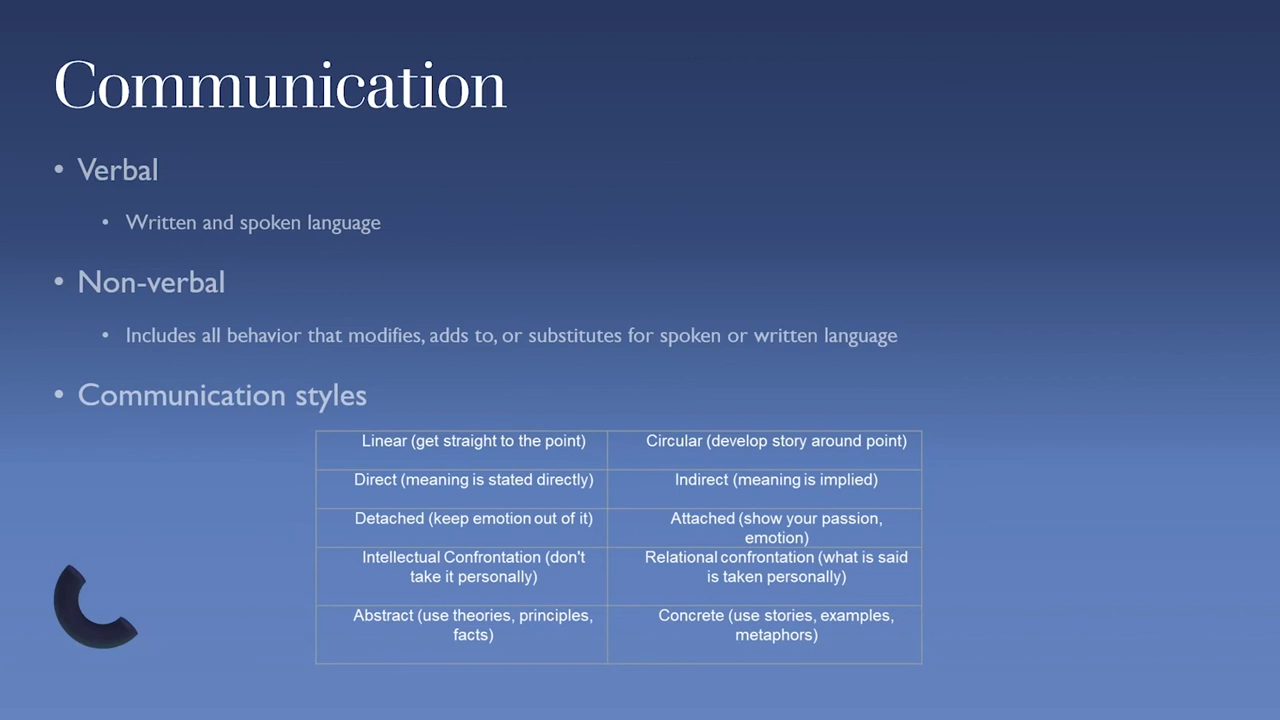 Communication
• Verbal
• Written and spoken language
• Non-verbal
• Includes all behavior that modifies, adds to, or substitutes for spoken or written language
• Communication styles
Linear (get straight to the point)
Circular (develop story around point)
Direct (meaning is stated directly)
Indirect (meaning is implied)
Detached (keep emotion out of it)
Attached (show your passion,
emotion)
Intellectual Confrontation (don't
take it personally)
Relational confrontation (what is said
is taken personally)
Abstract (use theories, principles,
facts)
Concrete (use stories, examples,
metaphors)